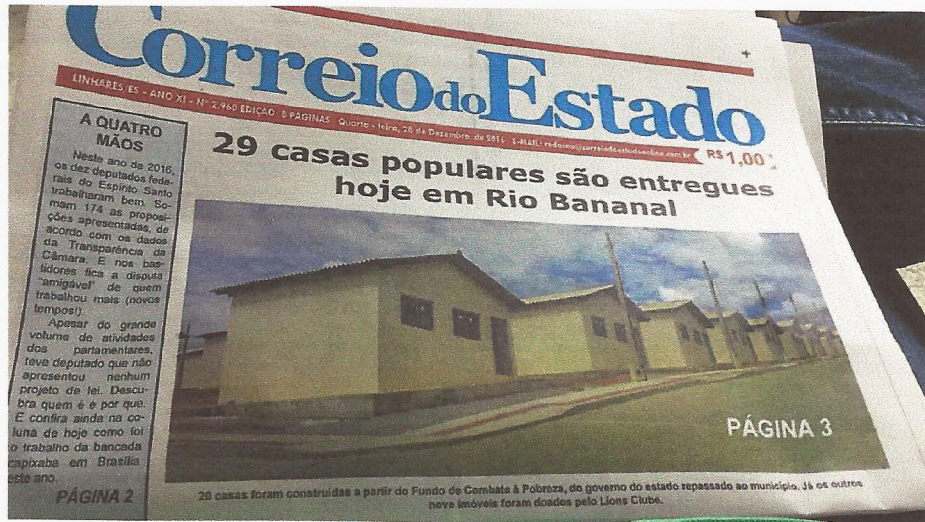 Correio do Estado
LINHARES/ES - ANO XI - Nº 2.960 EDIÇÃO: 8 PÁGINAS Quarta - feira, 28 de Dezembro de 2016 E-MAIL: redacao@correiodoestadoonline.com.br R$ 1,00
A QUATRO
MÃOS
Neste ano de 2016,
os dez deputados fede-
rais do Espírito Santo
trabalharam bem. So-
mam 174 as proposi-
ções apresentadas, de
acordo com os dados
da Transparência da
Câmara. E nos bas-
tidores fica a disputa
"amigável" de quem
trabalhou mais (novos
tempos!).
Apesar do grande
volume de atividades
dos parlamentares,
teve deputado que não
apresentou nenhum
projeto de lei. Descu-
bra quem é e por que.
E confira ainda na co-
luna de hoje como foi
o trabalho da bancada
capixaba em Brasília
este ano.
PÁGINA 2
29 casas populares são entregues
hoje em Rio Bananal
PÁGINA 3
20 casas foram construídas a partir do Fundo de Combate à Pobreza, do governo do estado repassado ao município. Já os outros
nove imóveis foram doados pelo Lions Clube.